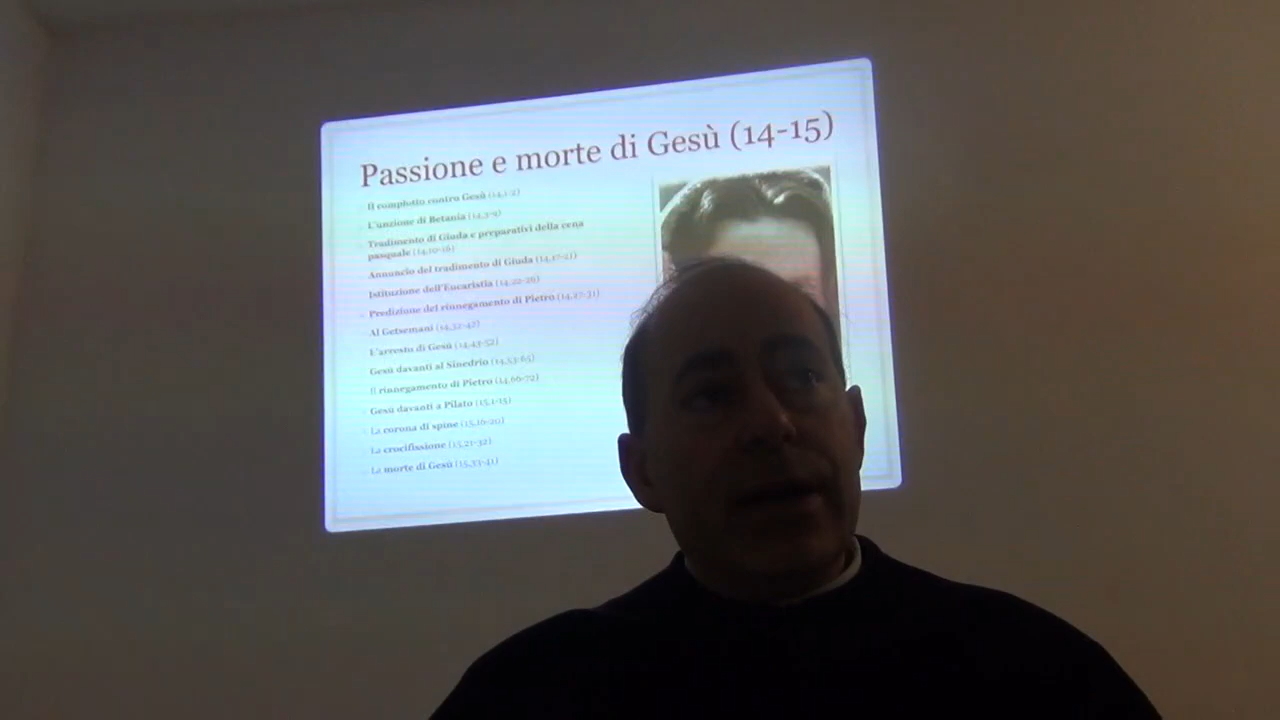 Passione e morte di Gesù (14-15)
Il complotto contro Gesù (14,1-2)
L'unzione di Betania (14,3-9)
Tradimento di Giuda e preparativi della cena
pasquale (14,10-16)
Annuncio del tradimento di Giuda (14,17-21)
Istituzione dell'Eucaristia (14,22-26)
Predizione del rinnegamento di Pietro (14,27-31)
Al Getsemani (14,32-42)
L'arresto di Gesù (14,43-52)
Gesù davanti al Sinedrio (14,53-65)
Il rinnegamento di Pietro (14,66-72)
Gesù davanti a Pilato (15,1-15)
La corona di spine (15,16-20)
La crocifissione (15,21-32)
La morte di Gesù (15,33-41)